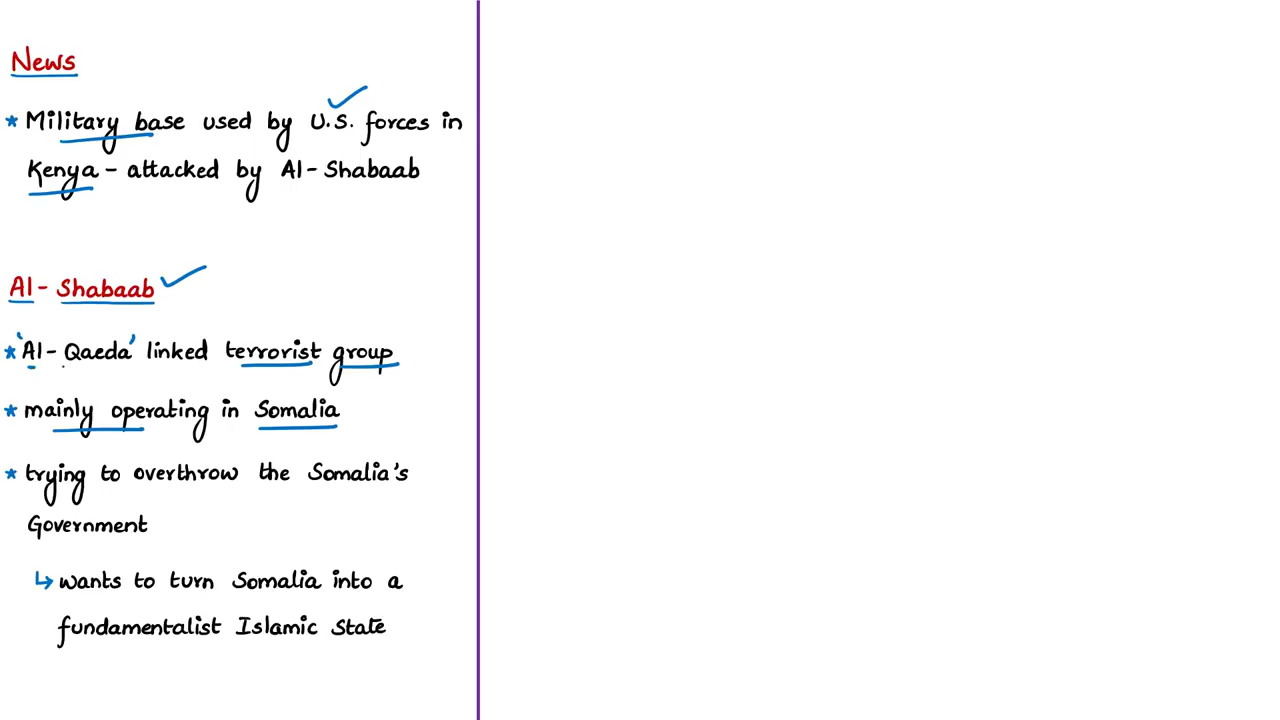 News
* Military base used by U.S. forces in
Kenya - attacked by Al-Shabaab
Al- Shabaab
* 'Al-Qaeda' linked terrorist group
* mainly operating in Somalia
* trying to overthrow the Somalia's
Government
↳ wants to turn Somalia into a
fundamentalist Islamic State